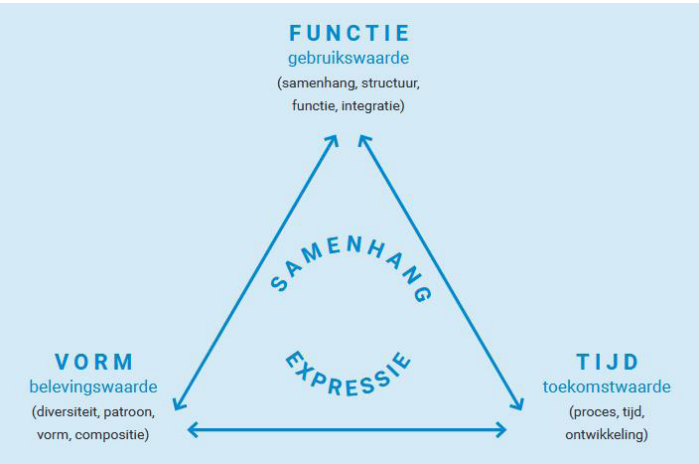 FUNCTIE
gebruikswaarde
(samenhang, structuur,
functie, integratie)
SAMENHANG
EXPRESSIE
VORM
belevingswaarde
(diversiteit, patroon,
vorm, compositie)
TIJD
toekomstwaarde
(proces, tijd,
ontwikkeling)